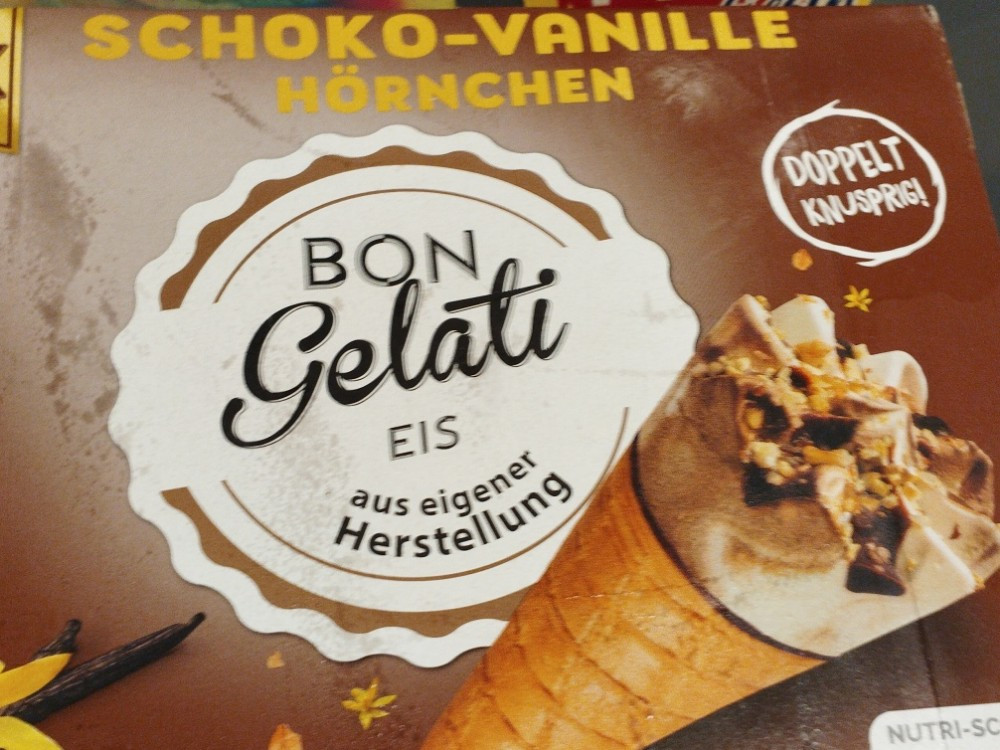 SCHOKO-VANILLE
HÖRNCHEN
DOPPELT
KNUSPRIG!
BON
Gelati
EIS
aus eigener
Herstellung